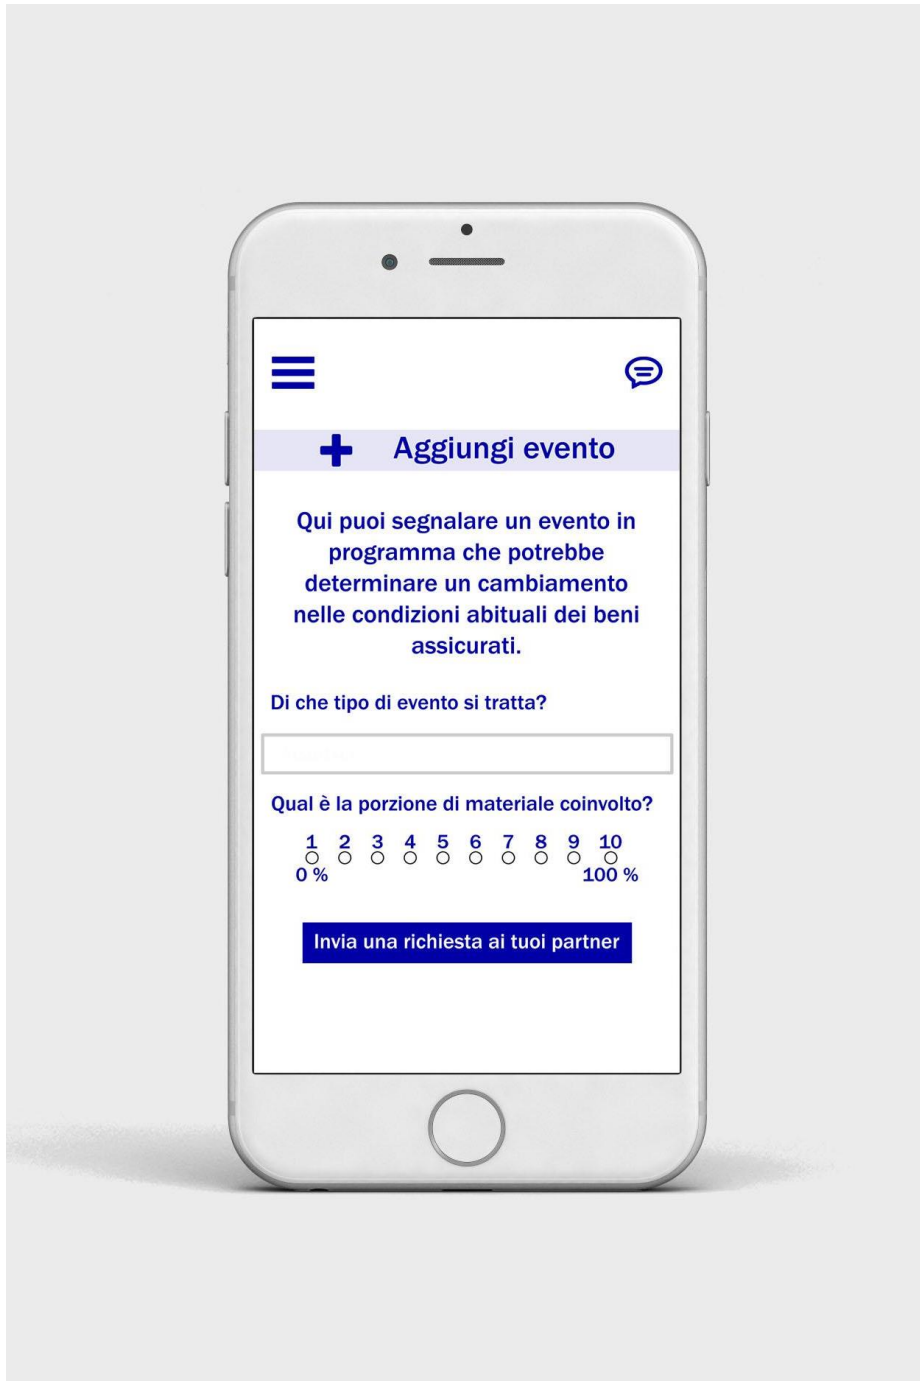 Aggiungi evento
Qui puoi segnalare un evento in
programma che potrebbe
determinare un cambiamento
nelle condizioni abituali dei beni
assicurati.
Di che tipo di evento si tratta?
Qual è la porzione di materiale coinvolto?
1 2 3 4 5 6 7 8 9 10
0 % 100 %
Invia una richiesta ai tuoi partner